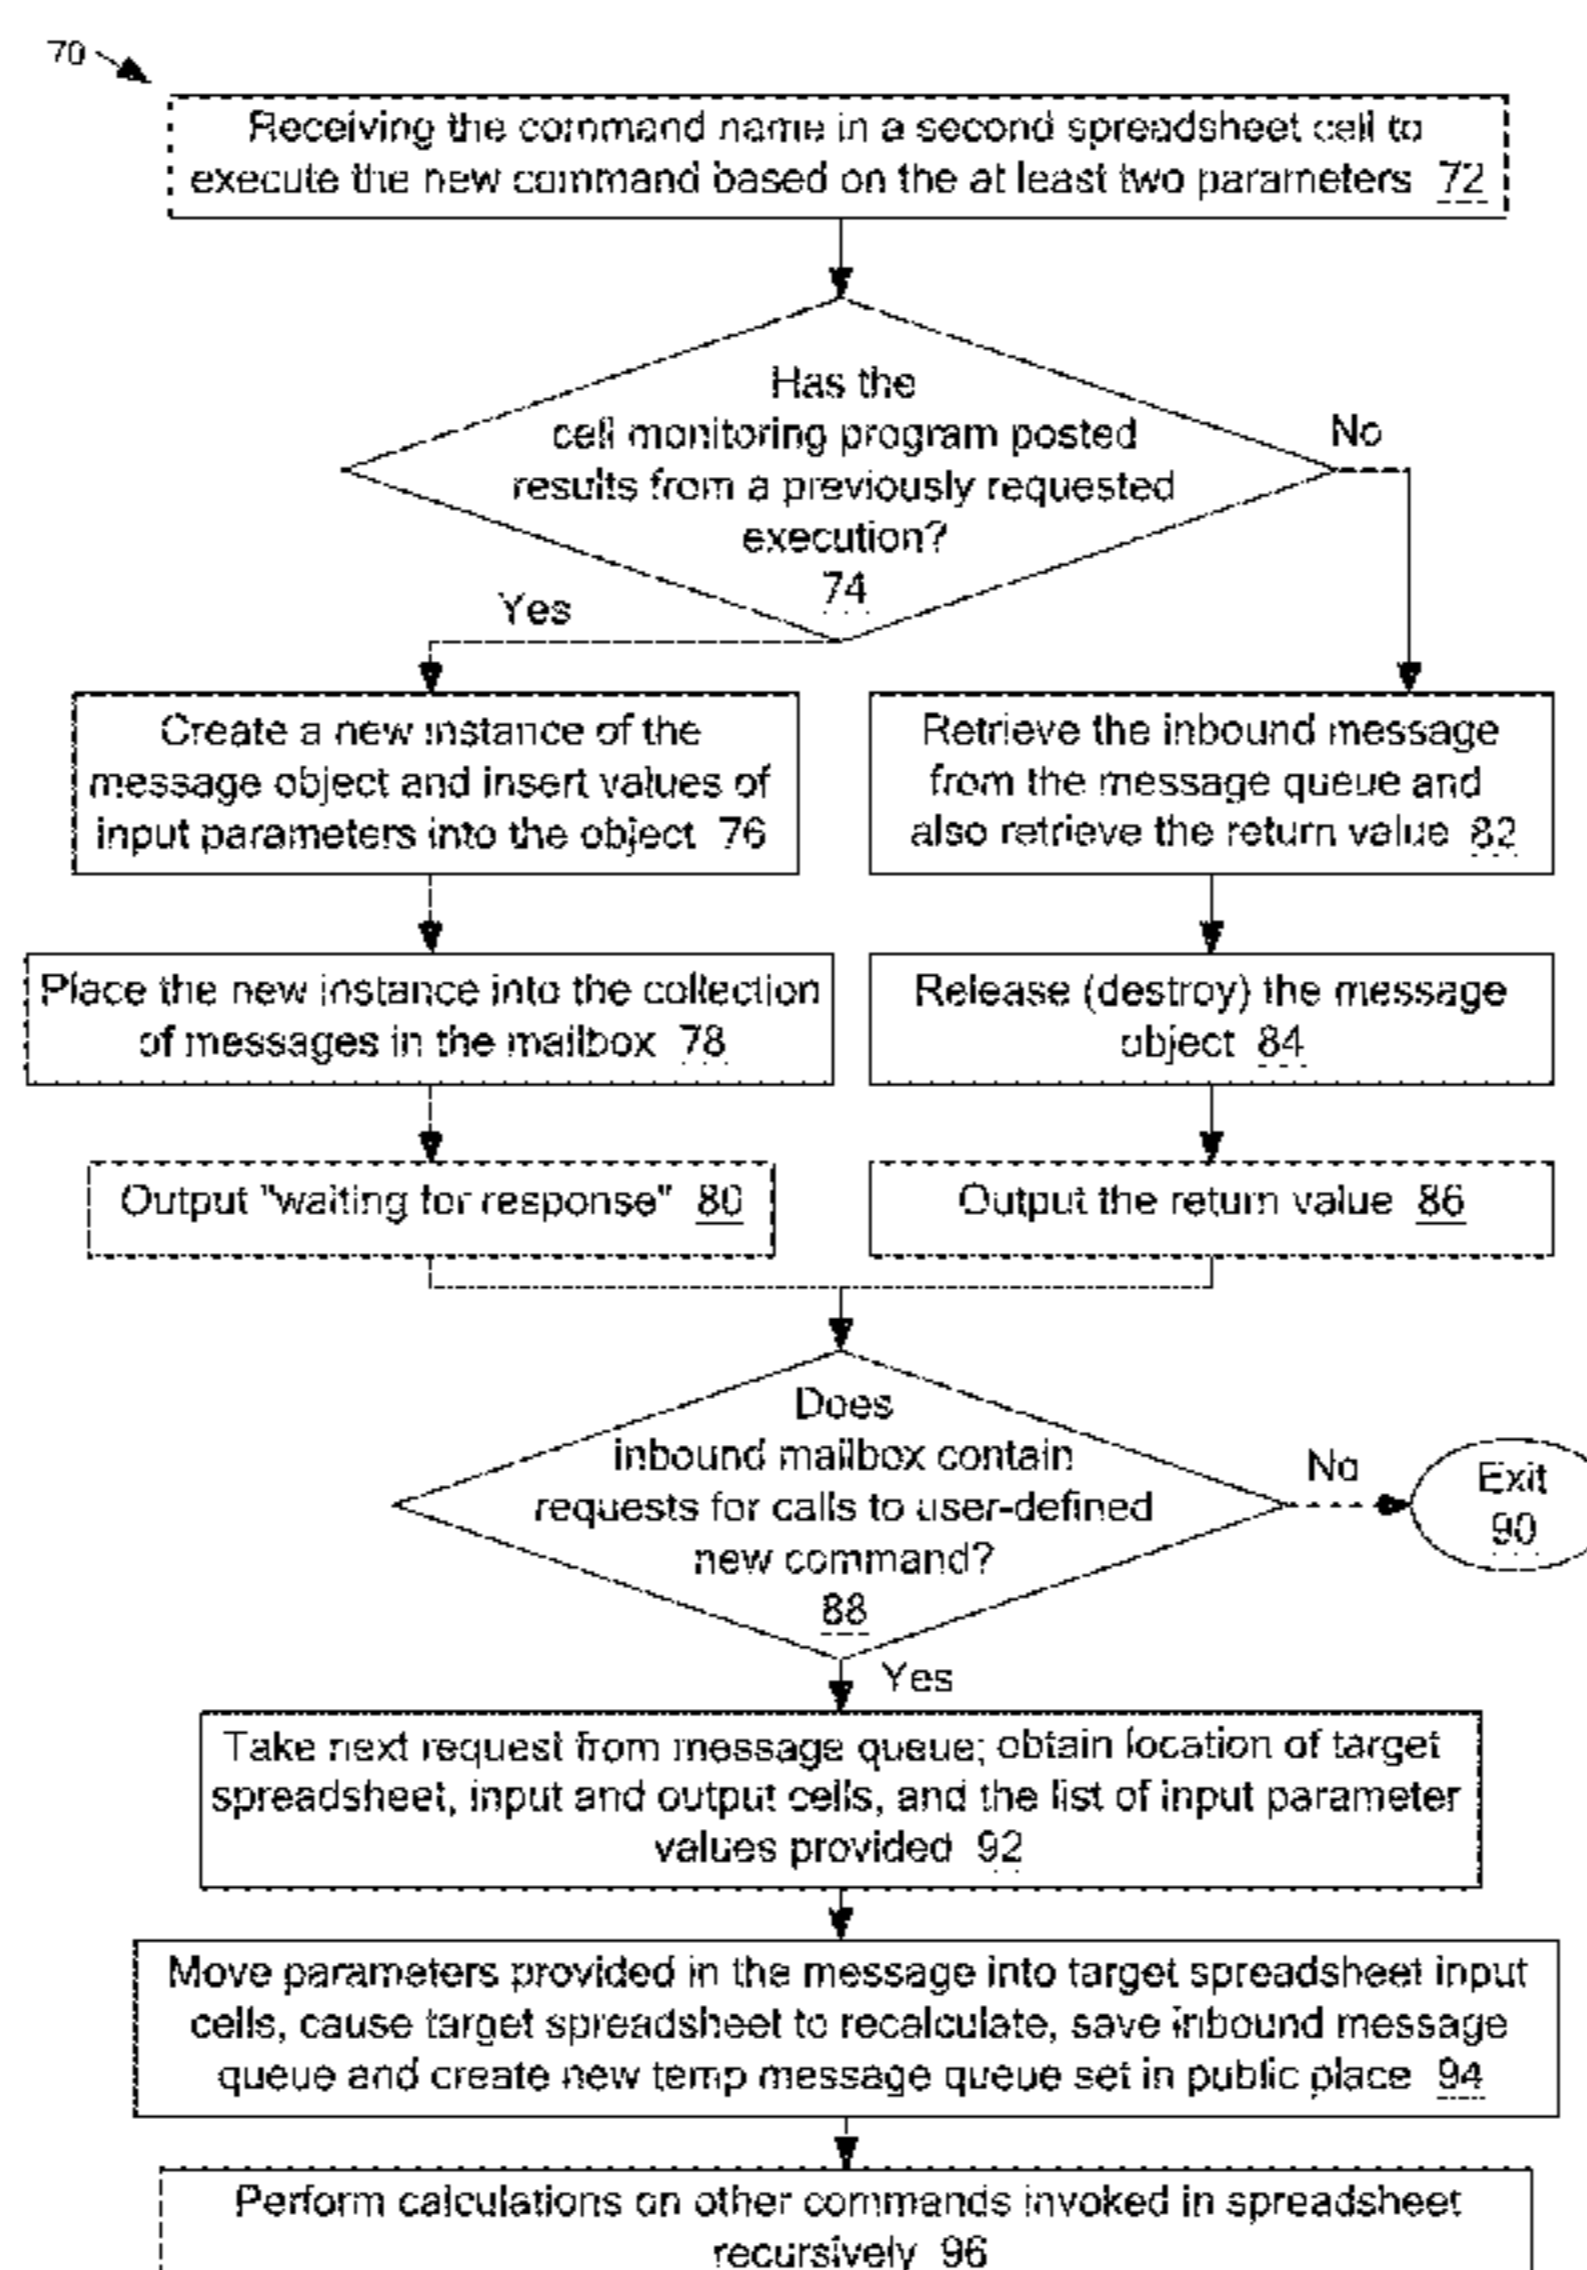 70
Receiving the command name in a second spreadsheet cell to
execute the new command based on the at least two parameters 72
Has the
cell monitoring program posted
results from a previously requested
execution?
74
No
Yes
Create a new instance of the
message object and insert values of
input parameters into the object 76
Retrieve the inbound message
from the message queue and
also retrieve the return value 82
Place the new instance into the collection
of messages in the mailbox 78
Release (destroy) the message
object 84
Output "waiting for response" 80
Output the return value 86
Does
inbound mailbox contain
requests for calls to user-defined
new command?
88
No
Exit
90
Yes
Take next request from message queue; obtain location of target
spreadsheet, input and output cells, and the list of input parameter
values provided 92
Move parameters provided in the message into target spreadsheet input
cells, cause target spreadsheet to recalculate, save inbound message
queue and create new temp message queue set in public place 94
Perform calculations on other commands invoked in spreadsheet
recursively 96